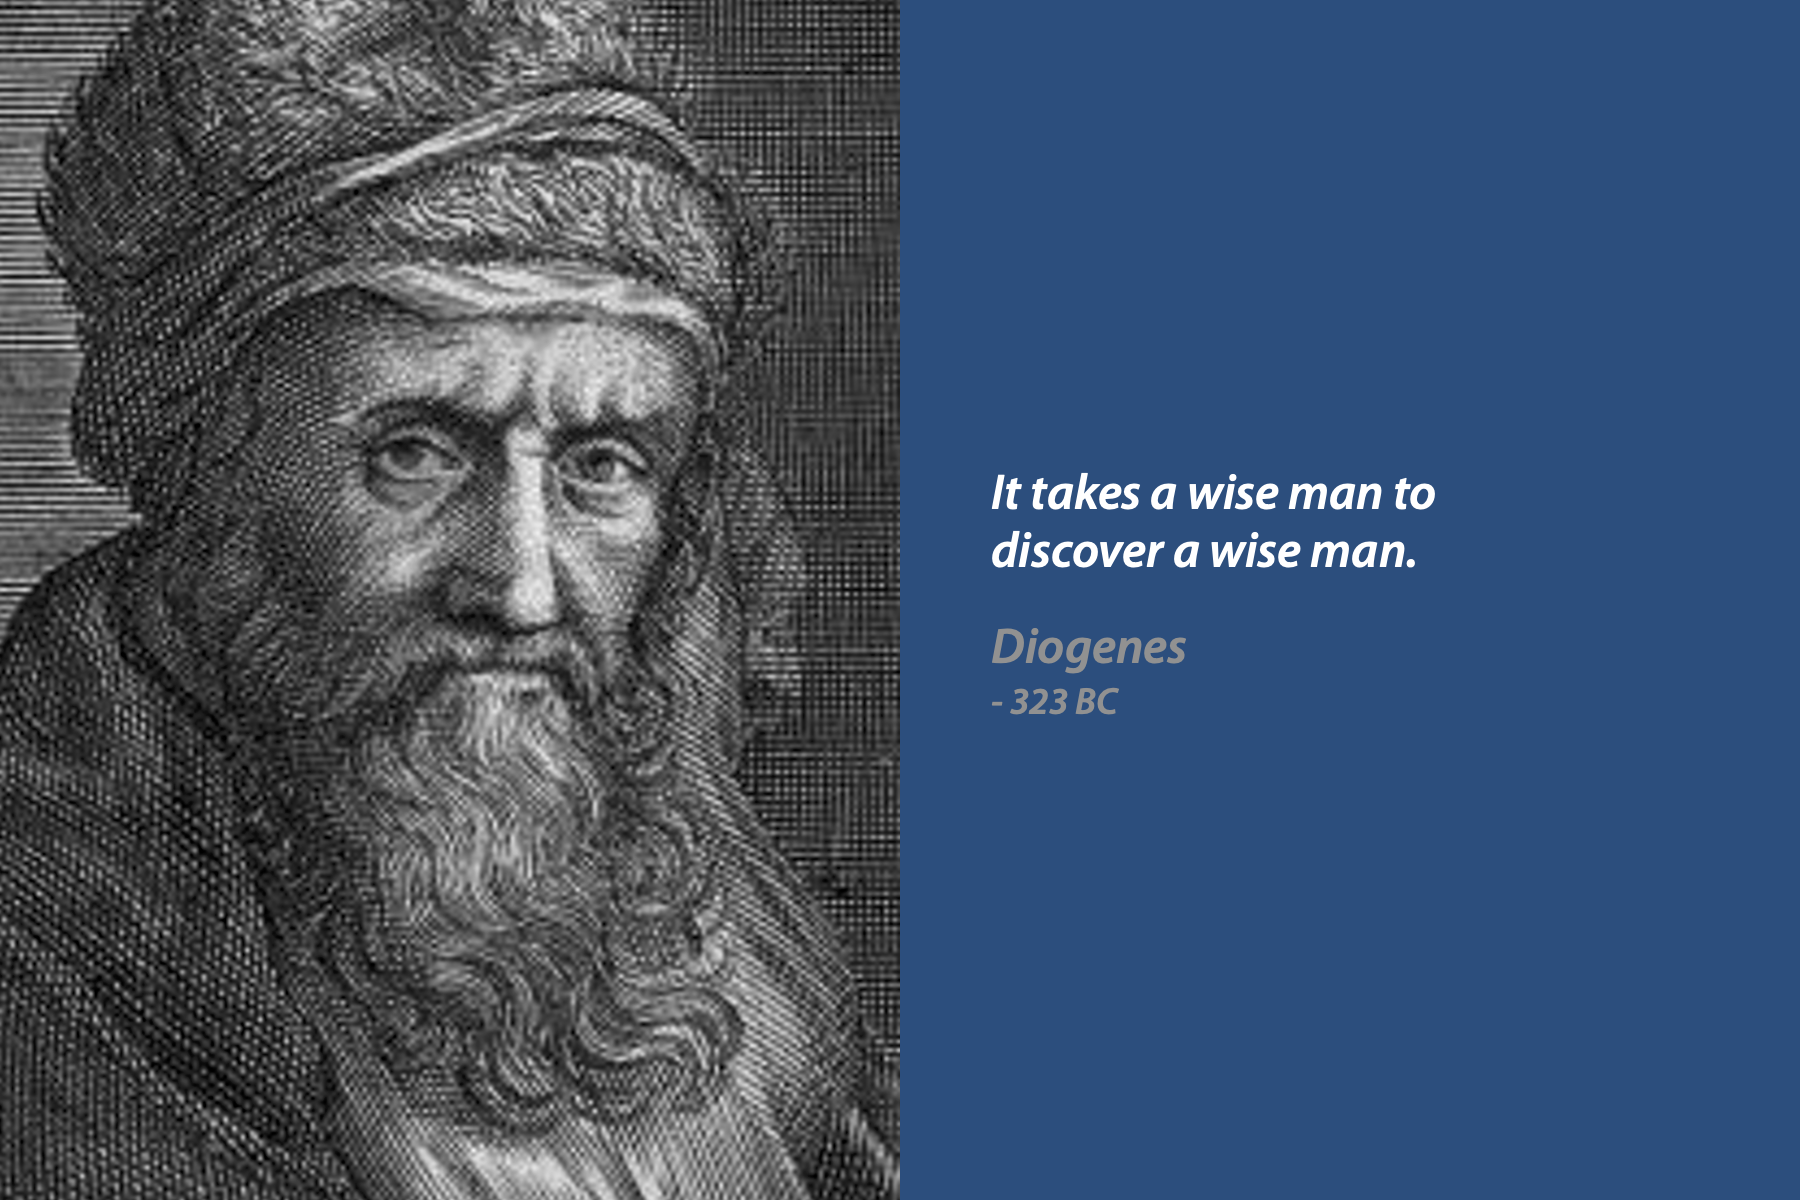 It takes a wise man to
discover a wise man.
Diogenes
- 323 BC